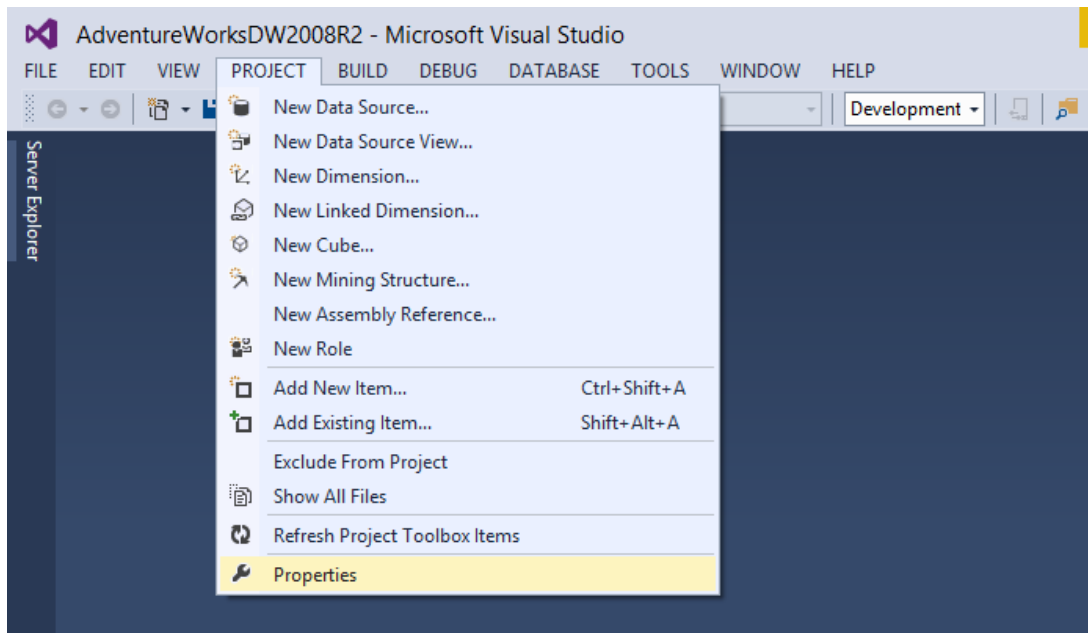 AdventureWorksDW2008R2 - Microsoft Visual Studio
FILE EDIT VIEW PROJECT BUILD DEBUG DATABASE TOOLS WINDOW HELP
Development
Server Explorer
New Data Source...
New Data Source View...
New Dimension...
New Linked Dimension...
New Cube...
New Mining Structure...
New Assembly Reference...
New Role
Add New Item... Ctrl+Shift+A
Add Existing Item... Shift+Alt+A
Exclude From Project
Show All Files
Refresh Project Toolbox Items
Properties